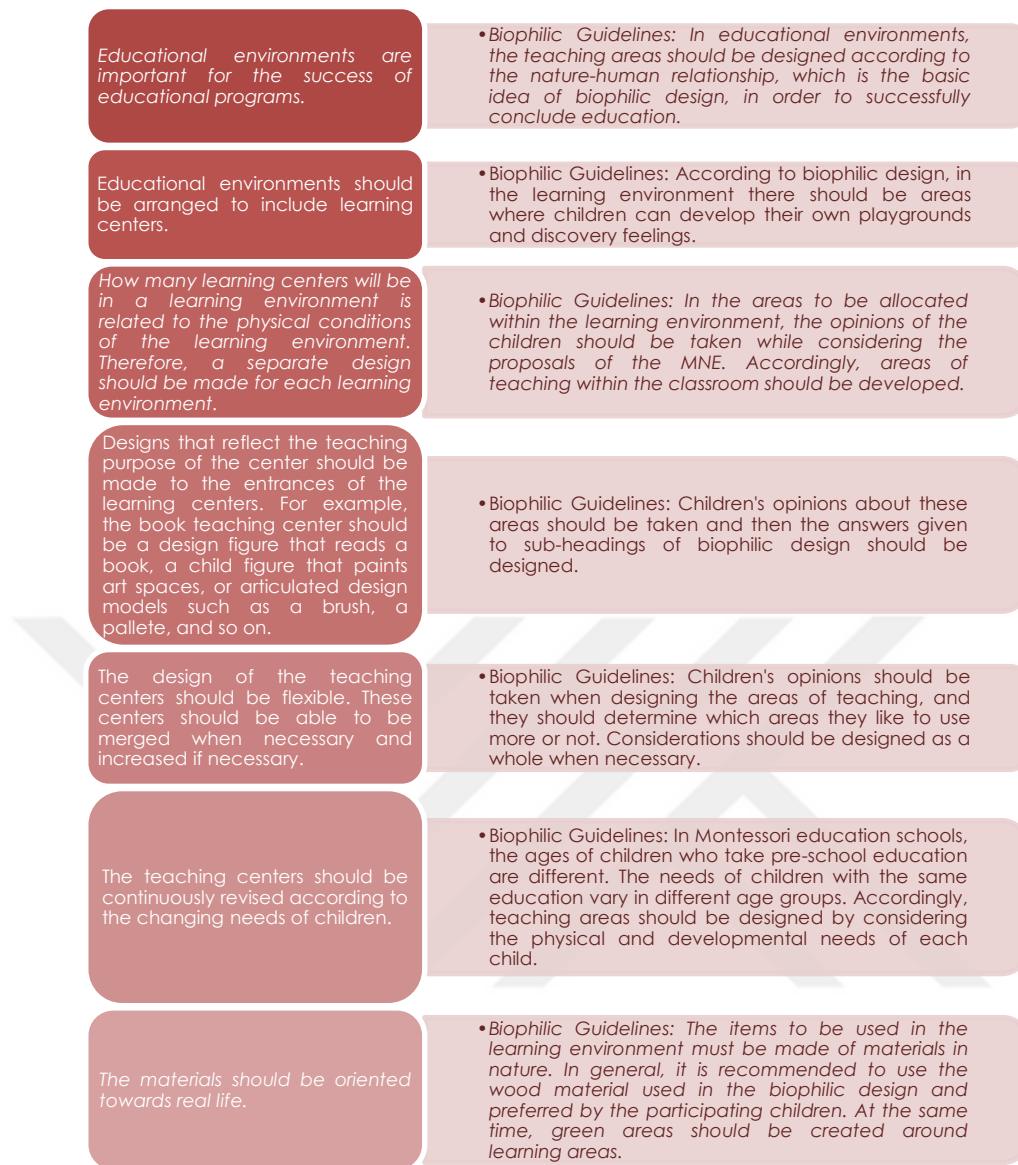 Educational environments are
important for the success of
educational programs.
•Biophilic Guidelines: In educational environments,
the teaching areas should be designed according to
the nature-human relationship, which is the basic
idea of biophilic design, in order to successfully
conclude education.
Educational environments should
be arranged to include learning
centers.
•Biophilic Guidelines: According to biophilic design, in
the learning environment there should be areas
where children can develop their own playgrounds
and discovery feelings.
How many learning centers will be
in a learning environment is
related to the physical conditions
of the learning environment.
Therefore, a separate design
should be made for each learning
environment.
•Biophilic Guidelines: In the areas to be allocated
within the learning environment, the opinions of the
children should be taken while considering the
proposals of the MNE. Accordingly, areas of
teaching within the classroom should be developed.
Designs that reflect the teaching
purpose of the center should be
made to the entrances of the
learning centers. For example,
the book teaching center should
be a design figure that reads a
book, a child figure that paints
art spaces, or articulated design
models such as a brush, a
pallete, and so on.
•Biophilic Guidelines: Children's opinions about these
areas should be taken and then the answers given
to sub-headings of biophilic design should be
designed.
The design of the teaching
centers should be flexible. These
centers should be able to be
merged when necessary and
increased if necessary.
•Biophilic Guidelines: Children's opinions should be
taken when designing the areas of teaching, and
they should determine which areas they like to use
more or not. Considerations should be designed as a
whole when necessary.
The teaching centers should be
continuously revised according to
the changing needs of children.
•Biophilic Guidelines: In Montessori education schools,
the ages of children who take pre-school education
are different. The needs of children with the same
education vary in different age groups. Accordingly,
teaching areas should be designed by considering
the physical and developmental needs of each
child.
The materials should be oriented
towards real life.
•Biophilic Guidelines: The items to be used in the
learning environment must be made of materials in
nature. In general, it is recommended to use the
wood material used in the biophilic design and
preferred by the participating children. At the same
time, green areas should be created around
learning areas.